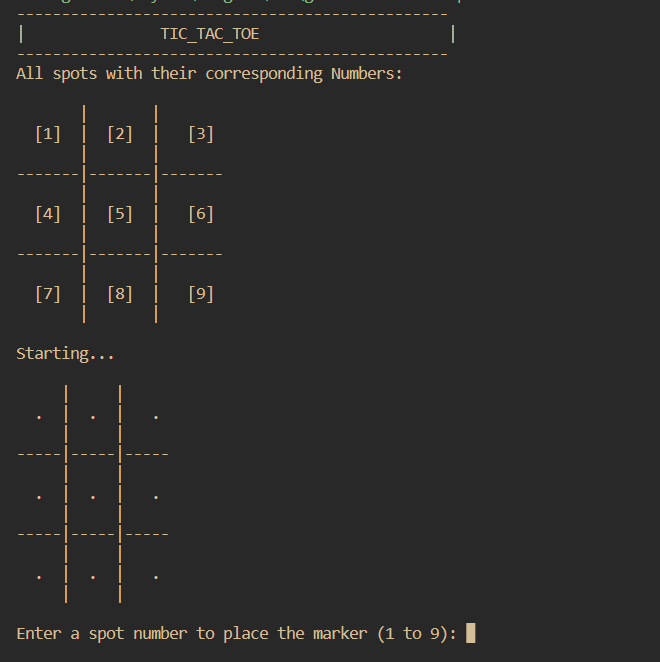 -----------------------------------------------
|               TIC_TAC_TOE                     |
-----------------------------------------------
All spots with their corresponding Numbers:
       |       |
  [1]  |  [2]  |   [3]
       |       |
-------|-------|-------
       |       |
  [4]  |  [5]  |   [6]
       |       |
-------|-------|-------
       |       |
  [7]  |  [8]  |   [9]
       |       |
Starting...
     |     |
  .  |  .  |   .
     |     |
-----|-----|-----
     |     |
  .  |  .  |   .
     |     |
-----|-----|-----
     |     |
  .  |  .  |   .
     |     |
Enter a spot number to place the marker (1 to 9):